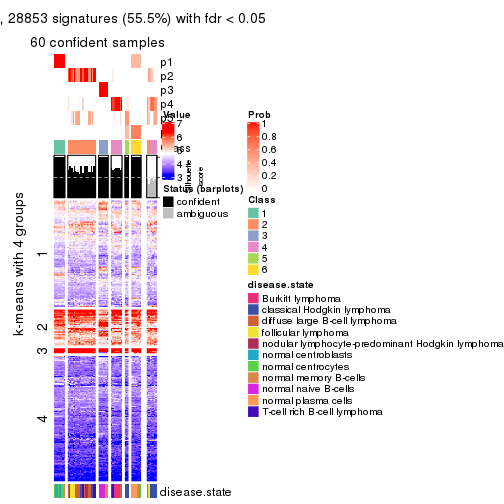 , 28853 signatures (55.5%) with fdr < 0.05
60 confident samples
p1
p2
p3
p4
Value
7
6
5
4
3
Prob
1
0.8
0.6
0.4
0.2
0
Silhouette
score
Status (barplots)
confident
ambiguous
Class
1
2
3
4
5
6
disease.state
Burkitt lymphoma
classical Hodgkin lymphoma
diffuse large B-cell lymphoma
follicular lymphoma
nodular lymphocyte-predominant Hodgkin lymphoma
normal centroblasts
normal centrocytes
normal memory B-cells
normal naive B-cells
normal plasma cells
T-cell rich B-cell lymphoma
k-means with 4 groups
1
2
3
4
disease.state